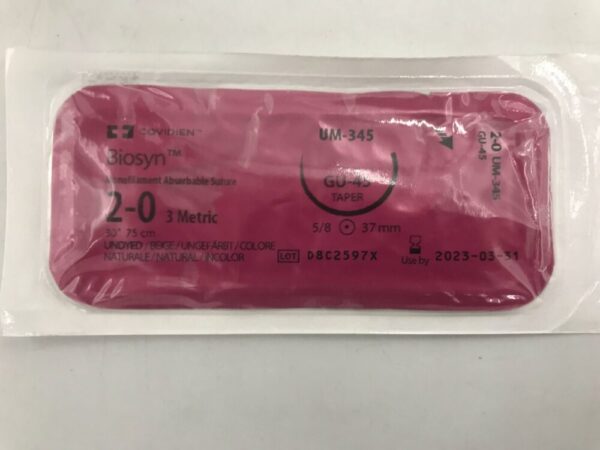 COVIDIEN™
Biosyn™
Monofilament Absorbable Suture
2-0 3 Metric
30" 75 cm
UNDYED / BEIGE / UNGEFÄRBT / COLORE
NATURALE / NATURAL / INCOLOR
UM-345
GU-45
TAPER
5/8 37mm
LOT D8C2597X
Use by 2023-03-31
2-0 UM-345
GU-45